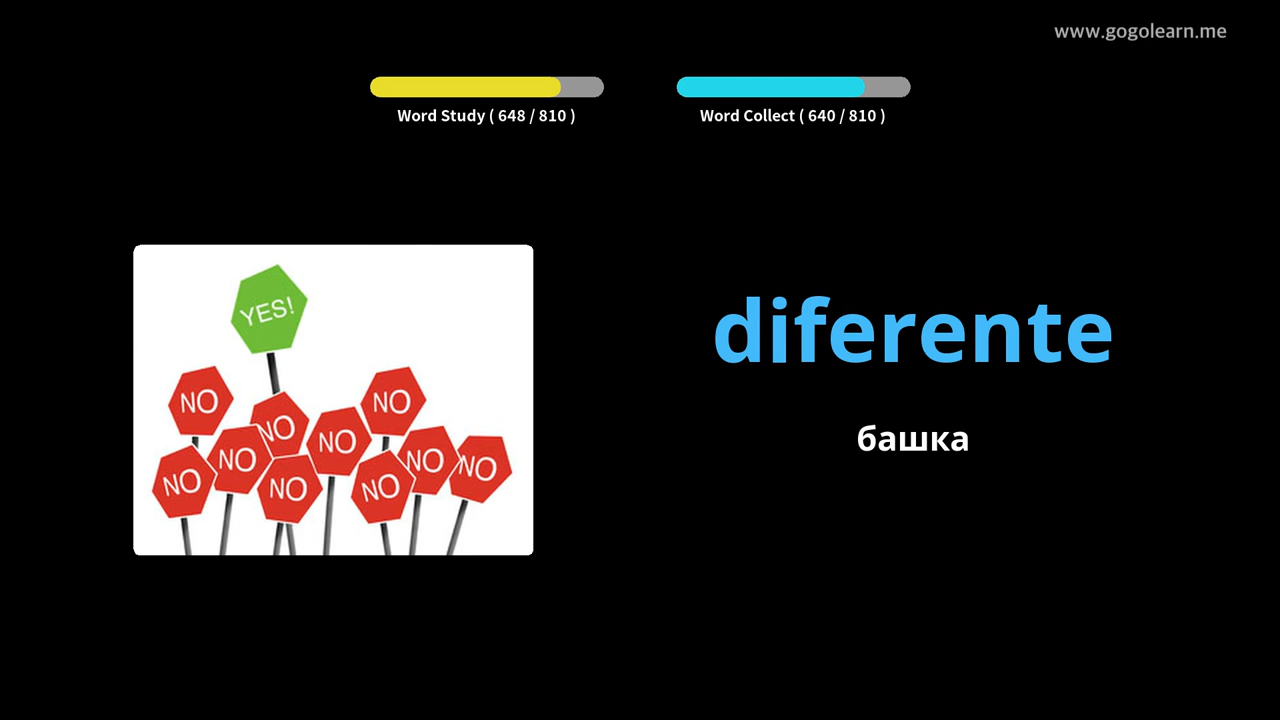 www.gogolearn.me
Word Study ( 648 / 810 )
Word Collect ( 640 / 810 )
YES!
NO
NO
NO
NO
NO
NO
NO
NO
NO
NO
diferente
башка